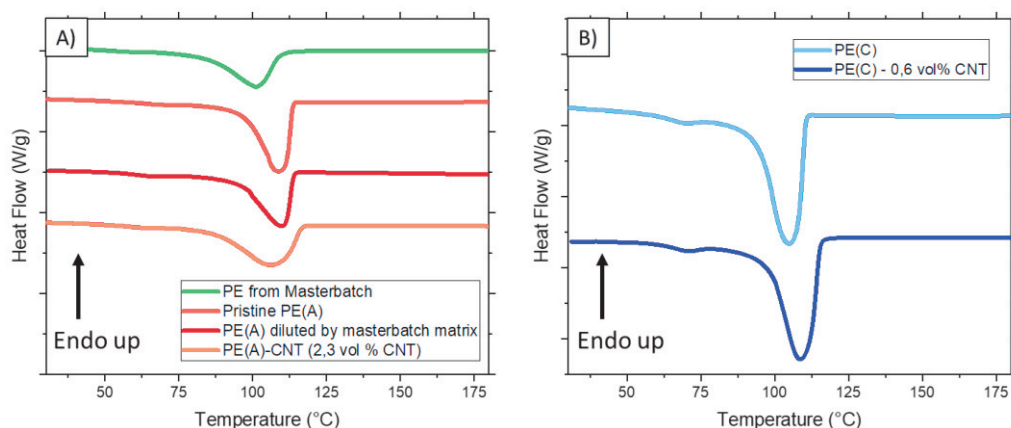 A)
Heat Flow (W/g)
Endo up
PE from Masterbatch
Pristine PE(A)
PE(A) diluted by masterbatch matrix
PE(A)-CNT (2,3 vol % CNT)
50 75 100 125 150 175
Temperature (°C)
B)
Heat Flow (W/g)
PE(C)
PE(C) - 0,6 vol% CNT
Endo up
50 75 100 125 150 175
Temperature (°C)